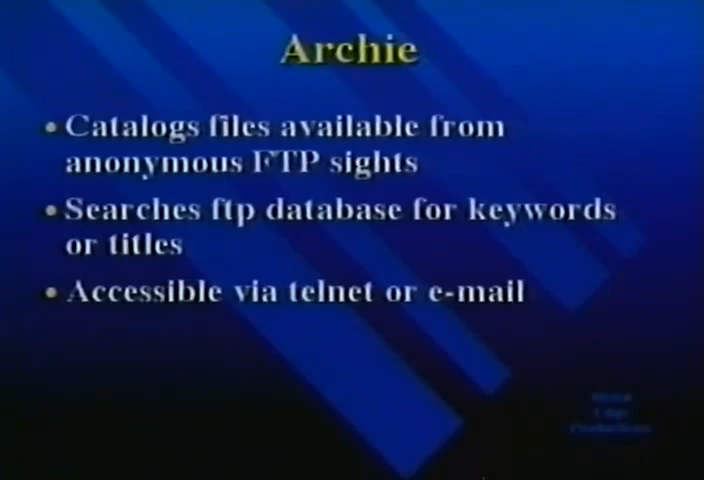 Archie
• Catalogs files available from
anonymous FTP sights
• Searches ftp database for keywords
or titles
• Accessible via telnet or e-mail